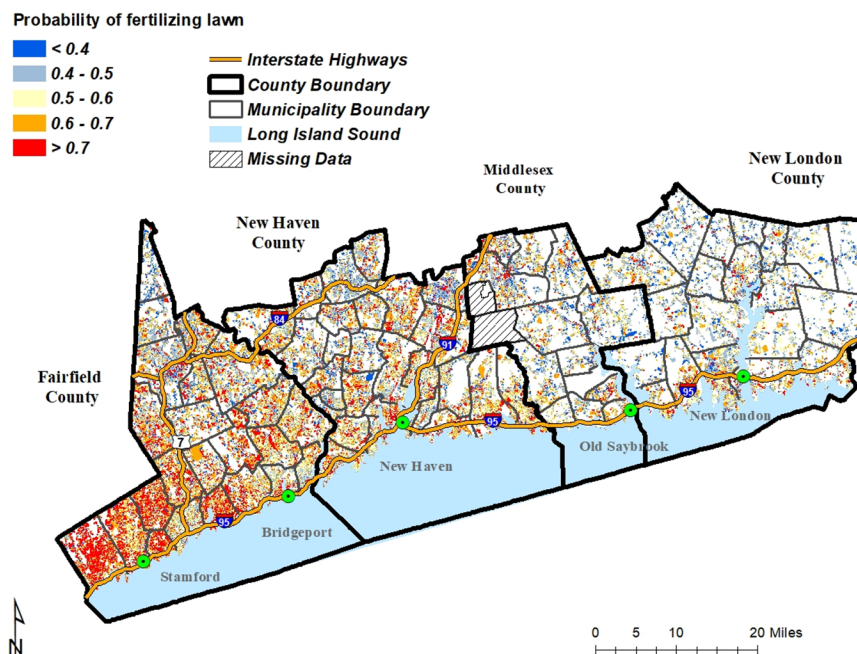 Probability of fertilizing lawn
< 0.4
0.4 - 0.5
0.5 - 0.6
0.6 - 0.7
> 0.7
Interstate Highways
County Boundary
Municipality Boundary
Long Island Sound
Missing Data
Middlesex
County
New London
County
New Haven
County
84
91
Fairfield
County
7
95
New London
95
Old Saybrook
New Haven
95
Bridgeport
Stamford
N
0 5 10 20 Miles